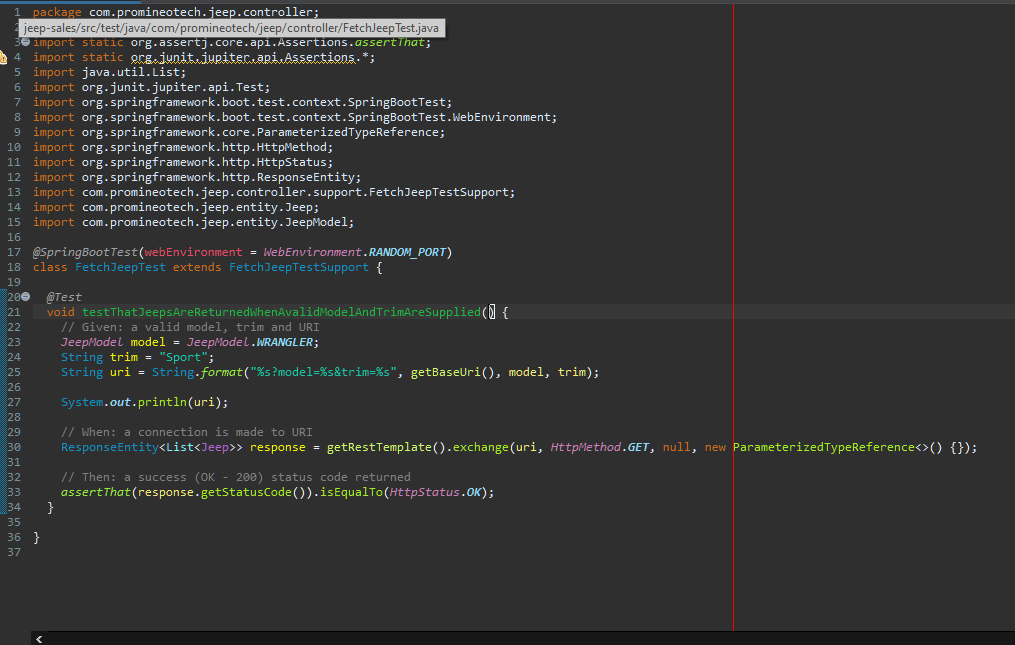 1 package com.promineotech.jeep.controller;
2 jeep-sales/src/test/java/com/promineotech/jeep/controller/FetchJeepTest.java
3 import static org.assertj.core.api.Assertions.assertThat;
4 import static org.junit.jupiter.api.Assertions.*;
5 import java.util.List;
6 import org.junit.jupiter.api.Test;
7 import org.springframework.boot.test.context.SpringBootTest;
8 import org.springframework.boot.test.context.SpringBootTest.WebEnvironment;
9 import org.springframework.core.ParameterizedTypeReference;
10 import org.springframework.http.HttpMethod;
11 import org.springframework.http.HttpStatus;
12 import org.springframework.http.ResponseEntity;
13 import com.promineotech.jeep.controller.support.FetchJeepTestSupport;
14 import com.promineotech.jeep.entity.Jeep;
15 import com.promineotech.jeep.entity.JeepModel;
16
17 @SpringBootTest(webEnvironment = WebEnvironment.RANDOM_PORT)
18 class FetchJeepTest extends FetchJeepTestSupport {
19
20 @Test
21 void testThatJeepsAreReturnedWhenAvalidModelAndTrimAreSupplied() {
22 // Given: a valid model, trim and URI
23 JeepModel model = JeepModel.WRANGLER;
24 String trim = "Sport";
25 String uri = String.format("%s?model=%s&trim=%s", getBaseUri(), model, trim);
26
27 System.out.println(uri);
28
29 // When: a connection is made to URI
30 ResponseEntity<List<Jeep>> response = getRestTemplate().exchange(uri, HttpMethod.GET, null, new ParameterizedTypeReference<>() {});
31
32 // Then: a success (OK - 200) status code returned
33 assertThat(response.getStatusCode()).isEqualTo(HttpStatus.OK);
34 }
35
36 }
37